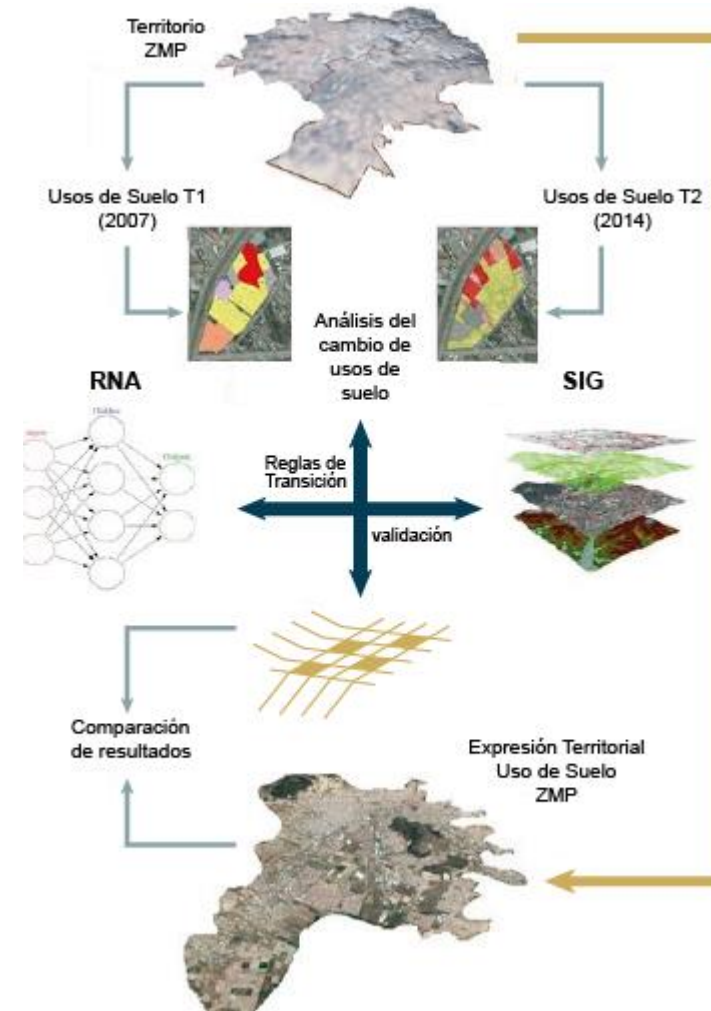 Territorio
ZMP
Usos de Suelo T1
(2007)
Usos de Suelo T2
(2014)
Análisis del
cambio de
usos de
suelo
RNA
SIG
Reglas de
Transición
validación
Comparación
de resultados
Expresión Territorial
Uso de Suelo
ZMP